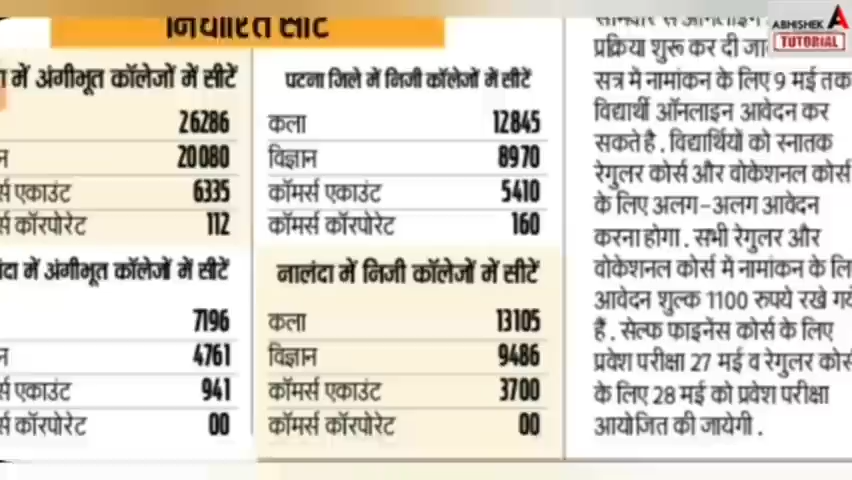 निर्धारित सीट
में अंगीभूत कॉलेजों में सीटें
26286
20080
एकाउंट 6335
कॉरपोरेट 112
में अंगीभूत कॉलेजों में सीटें
7196
4761
एकाउंट 941
कॉरपोरेट 00
पटना जिले में निजी कॉलेजों में सीटें
कला 12845
विज्ञान 8970
कॉमर्स एकाउंट 5410
कॉमर्स कॉरपोरेट 160
नालंदा में निजी कॉलेजों में सीटें
कला 13105
विज्ञान 9486
कॉमर्स एकाउंट 3700
कॉमर्स कॉरपोरेट 00
सोमवार से ऑनलाइन
प्रक्रिया शुरू कर दी
सत्र में नामांकन के लिए 9 मई तक
विद्यार्थी ऑनलाइन आवेदन कर
सकते है . विद्यार्थियों को स्नातक
रेगुलर कोर्स और वोकेशनल कोर्स
के लिए अलग-अलग आवेदन
करना होगा . सभी रेगुलर और
वोकेशनल कोर्स में नामांकन के
आवेदन शुल्क 1100 रुपये रखे
हैं . सेल्फ फाइनेंस कोर्स के लिए
प्रवेश परीक्षा 27 मई व रेगुलर कोर्स
के लिए 28 मई को प्रवेश परीक्षा
आयोजित की जायेगी .
ABHISHEK
TUTORIAL